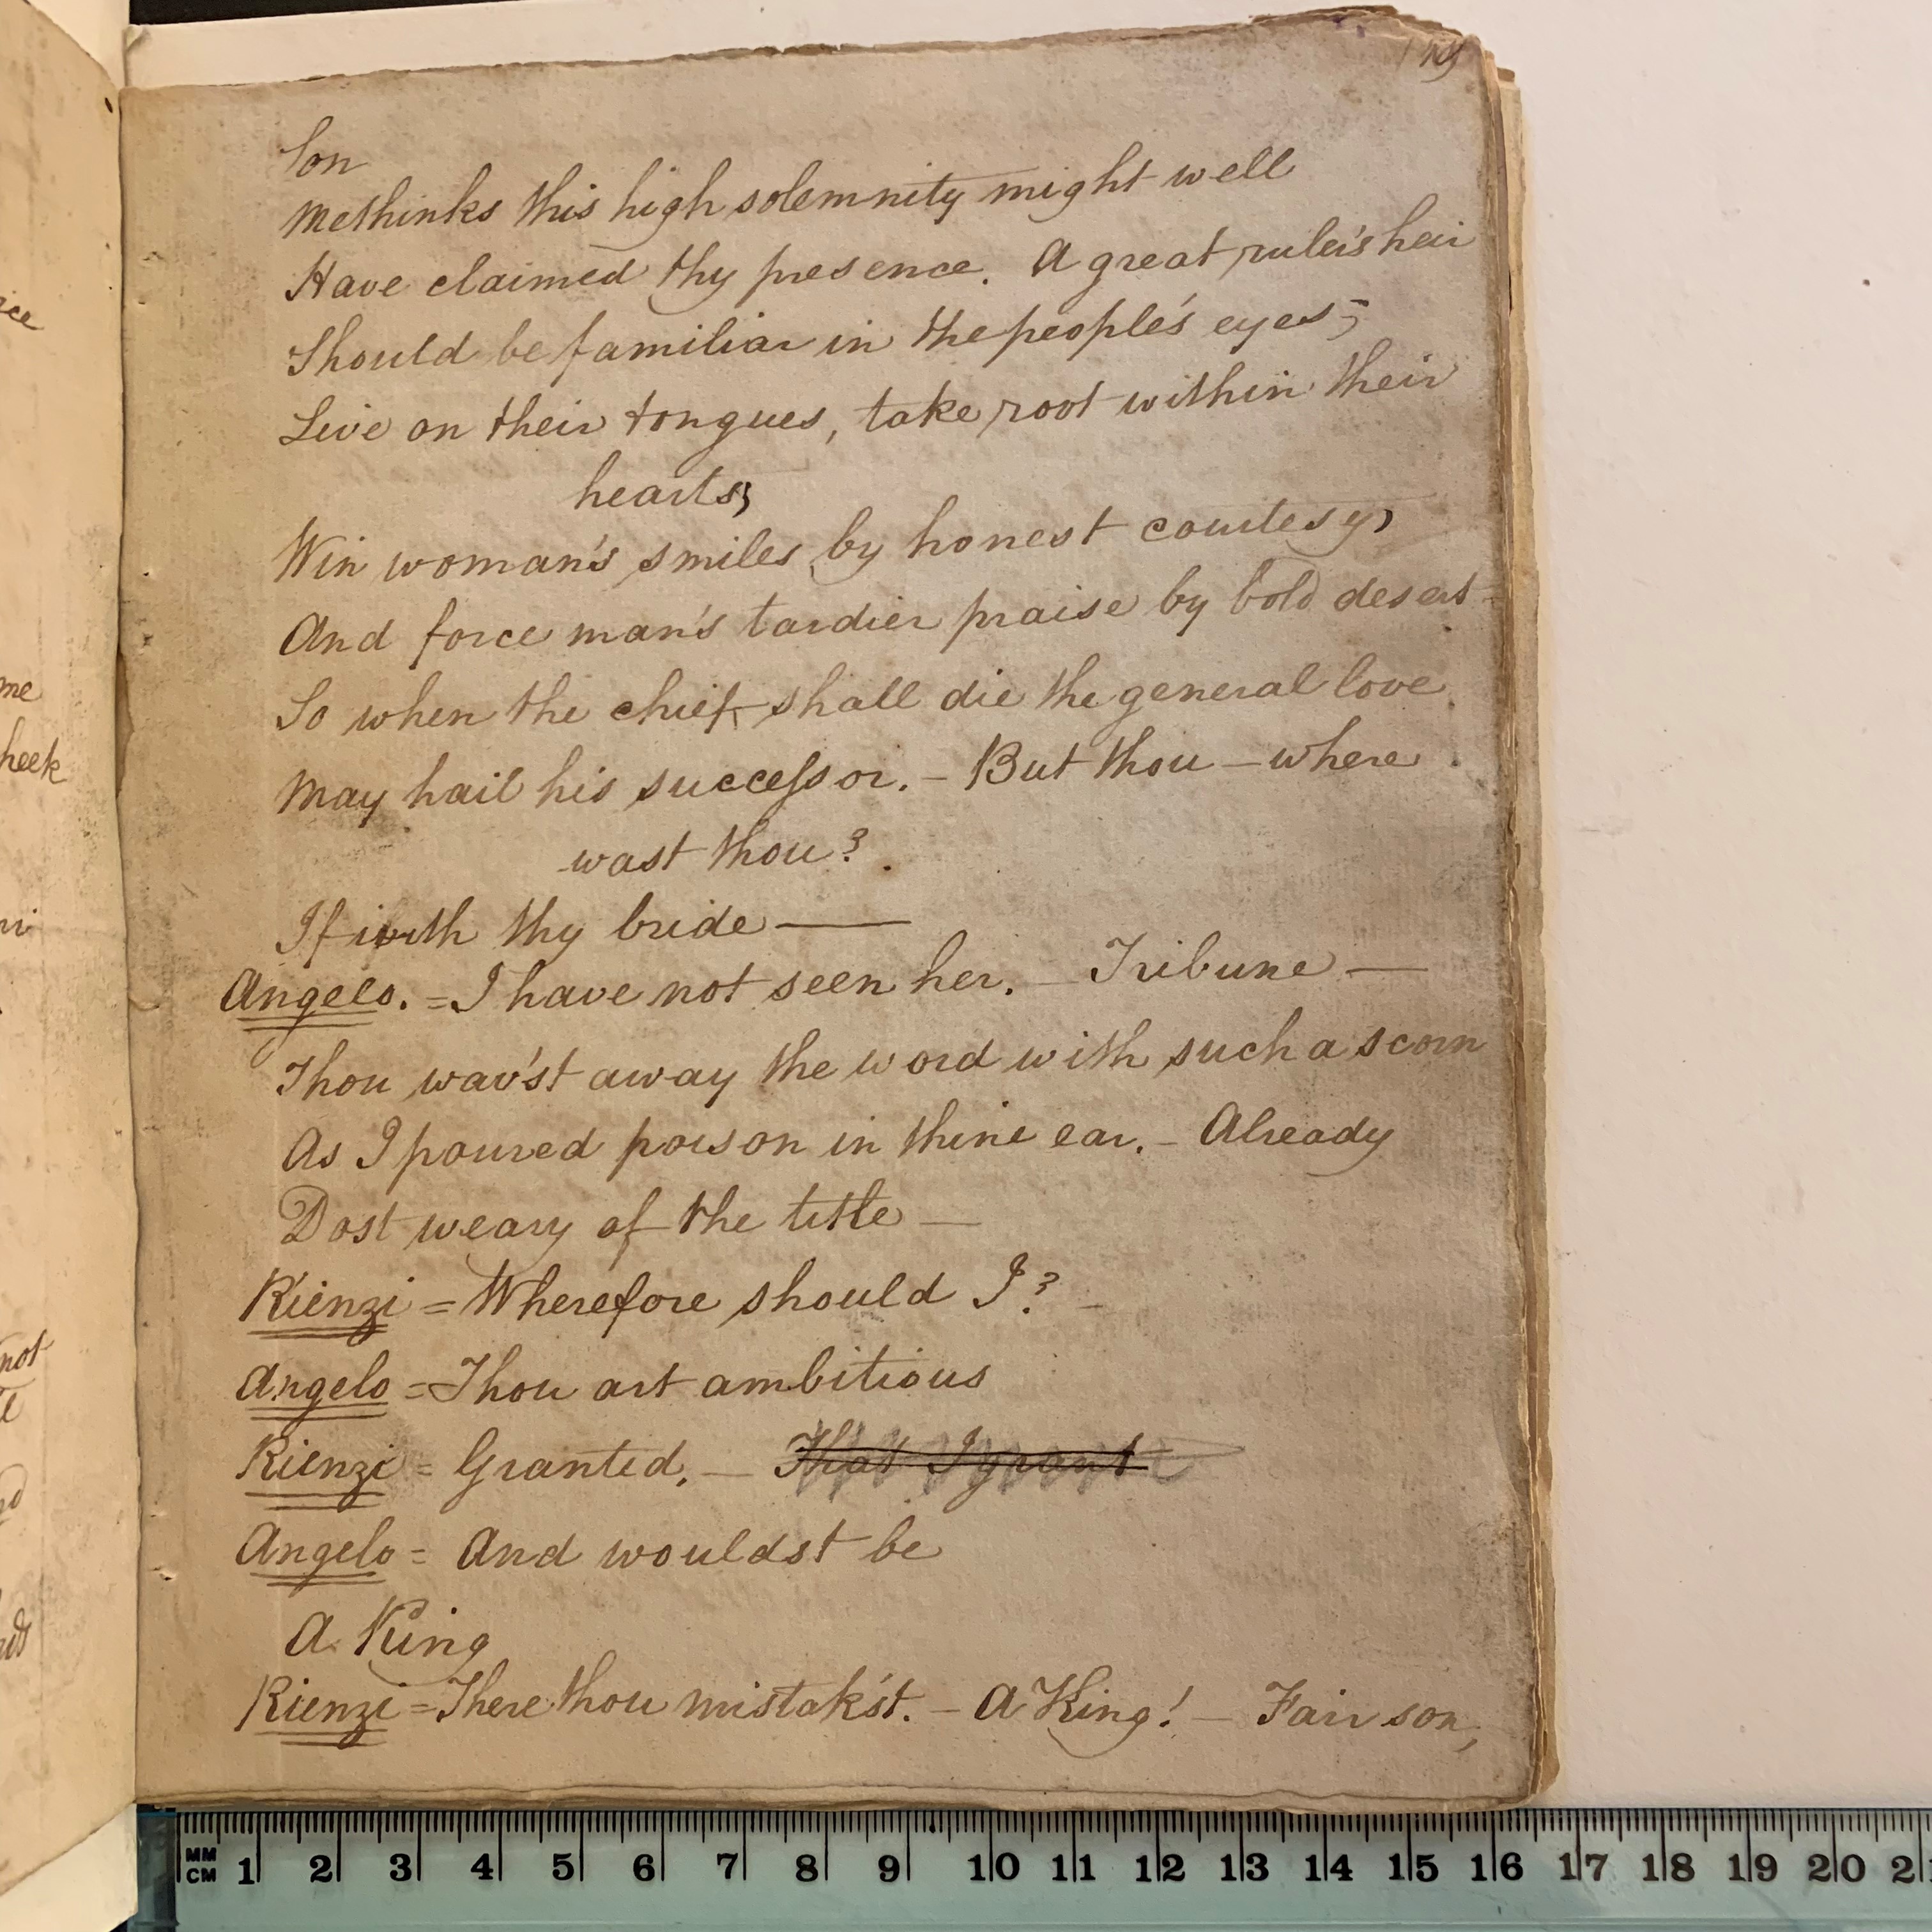 Son
Methinks this high solemnity might well
Have claimed thy presence. A great ruler's heir
Should be familiar in the people's eyes;
Live on their tongues, take root within their
hearts;
Win woman's smiles by honest courtesy,
And force man's tardier praise by bold desert
So when the chief shall die the general love
May hail his successor. – But thou – where
wast thou?
If with thy bride —
Angelo. = I have not seen her. – Tribune —
Thou wav'st away the word with such a scorn
As I poured poison in thine ear. – Already
Dost weary of the title —
Rienzi = Wherefore should I?
Angelo = Thou art ambitious
Rienzi = Granted. – That I grant
Angelo = And wouldst be
A King
Rienzi = There thou mistak'st. – A King! – Fair son,
ice
me
heek
not
MM
CM 1 2 3 4 5 6 7 8 9 10 11 12 13 14 15 16 17 18 19 20 2